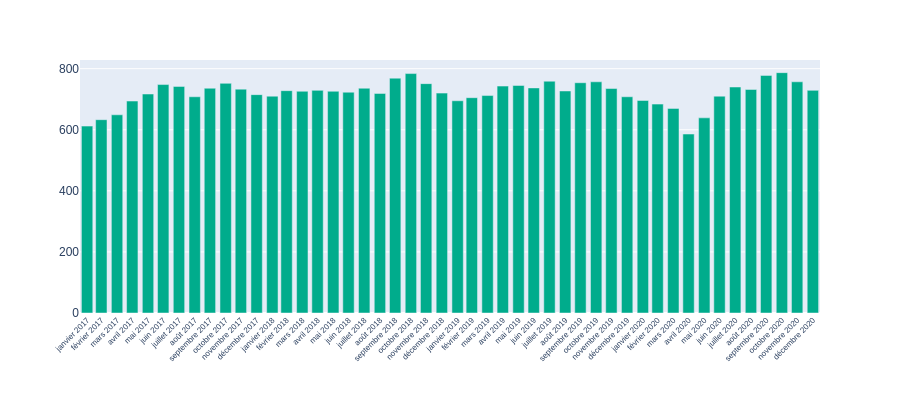 800
600
400
200
0
janvier 2017
février 2017
mars 2017
avril 2017
mai 2017
juin 2017
juillet 2017
août 2017
septembre 2017
octobre 2017
novembre 2017
décembre 2017
janvier 2018
février 2018
mars 2018
avril 2018
mai 2018
juin 2018
juillet 2018
août 2018
septembre 2018
octobre 2018
novembre 2018
décembre 2018
janvier 2019
février 2019
mars 2019
avril 2019
mai 2019
juin 2019
juillet 2019
août 2019
septembre 2019
octobre 2019
novembre 2019
décembre 2019
janvier 2020
février 2020
mars 2020
avril 2020
mai 2020
juin 2020
juillet 2020
août 2020
septembre 2020
octobre 2020
novembre 2020
décembre 2020